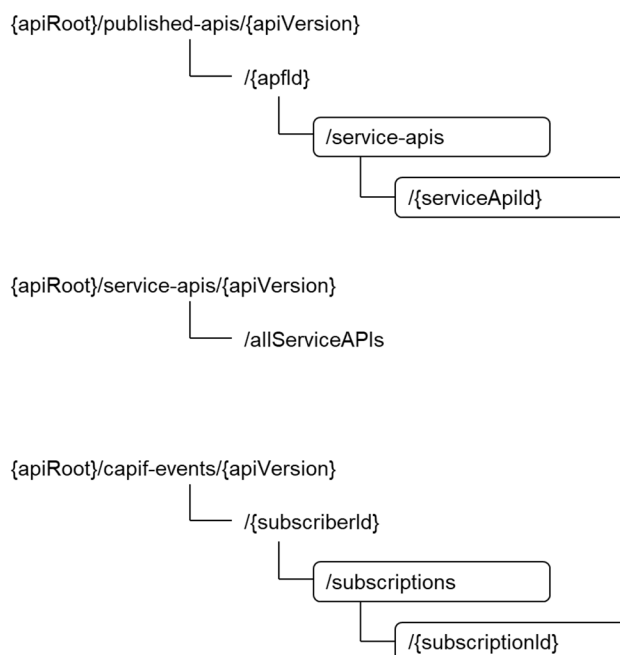 {apiRoot}/published-apis/{apiVersion}
/{apfId}
/service-apis
/{serviceApiId}
{apiRoot}/service-apis/{apiVersion}
/allServiceAPIs
{apiRoot}/capif-events/{apiVersion}
/{subscriberId}
/subscriptions
/{subscriptionId}